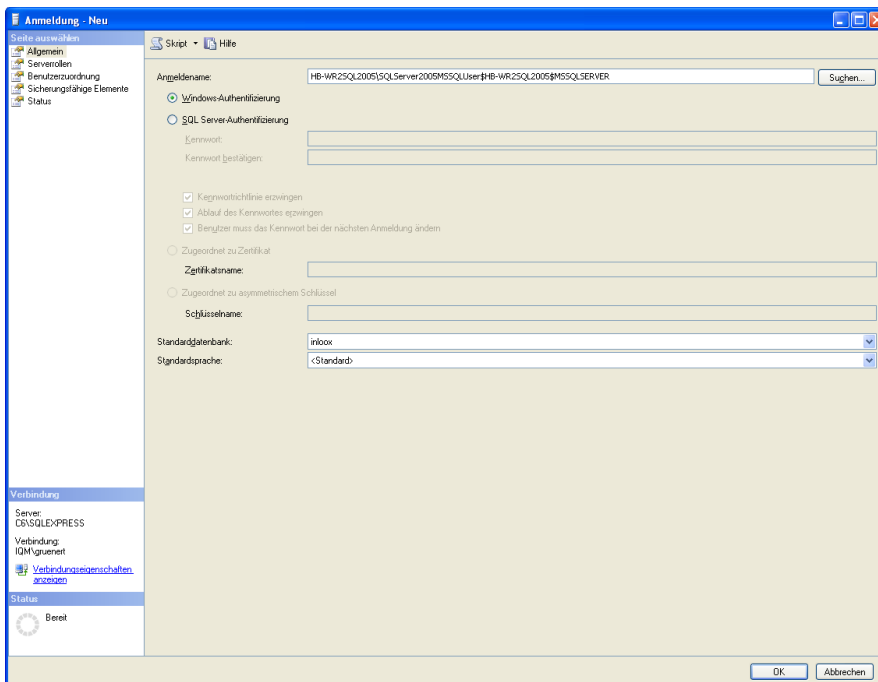 Anmeldung - Neu
Seite auswählen
Allgemein
Serverrollen
Benutzerzuordnung
Sicherungsfähige Elemente
Status
Skript
Hilfe
Anmeldename:
HB-WR2SQL2005\SQLServer2005MSSQLUser$HB-WR2SQL2005$MSSQLSERVER
Suchen...
Windows-Authentifizierung
SQL Server-Authentifizierung
Kennwort:
Kennwort bestätigen:
Kennwortrichtlinie erzwingen
Ablauf des Kennwortes erzwingen
Benutzer muss das Kennwort bei der nächsten Anmeldung ändern
Zugeordnet zu Zertifikat
Zertifikatsname:
Zugeordnet zu asymmetrischem Schlüssel
Schlüsselname:
Standarddatenbank:
inloox
Standardsprache:
<Standard>
Verbindung
Server:
C6\SQLEXPRESS
Verbindung:
IQM\gruenert
Verbindungseigenschaften
anzeigen
Status
Bereit
OK
Abbrechen